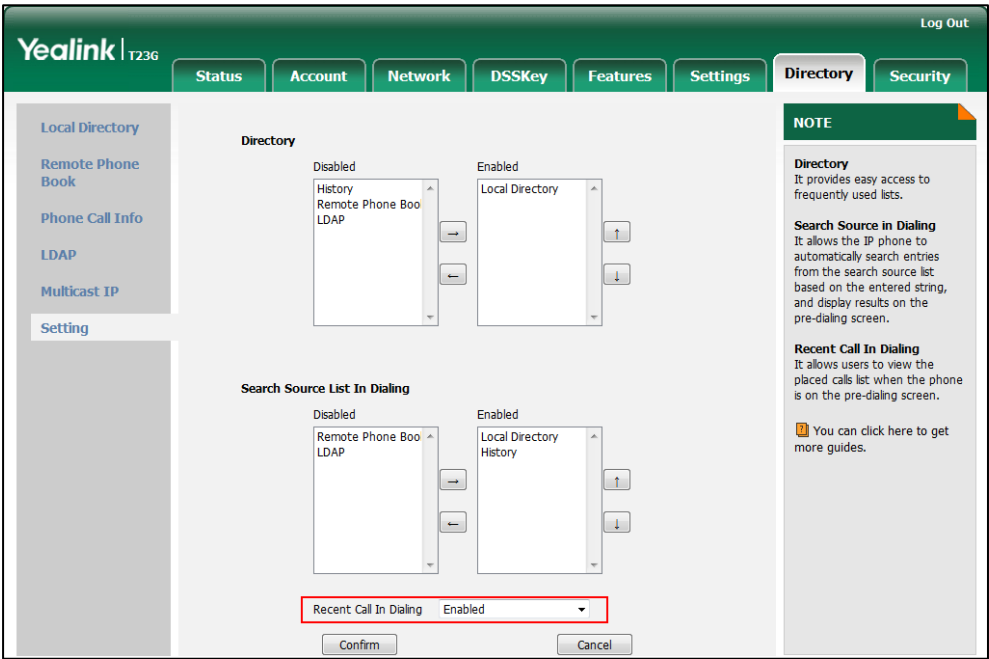 Log Out
Yealink T23G
Status Account Network DSSKey Features Settings Directory Security
Local Directory
Remote Phone
Book
Phone Call Info
LDAP
Multicast IP
Setting
Directory
Disabled Enabled
History
Remote Phone Boo
LDAP
Local Directory
→
←
↑
↓
Search Source List In Dialing
Disabled Enabled
Remote Phone Boo
LDAP
Local Directory
History
→
←
↑
↓
Recent Call In Dialing Enabled
Confirm Cancel
NOTE
Directory
It provides easy access to
frequently used lists.
Search Source in Dialing
It allows the IP phone to
automatically search entries
from the search source list
based on the entered string,
and display results on the
pre-dialing screen.
Recent Call In Dialing
It allows users to view the
placed calls list when the phone
is on the pre-dialing screen.
? You can click here to get
more guides.